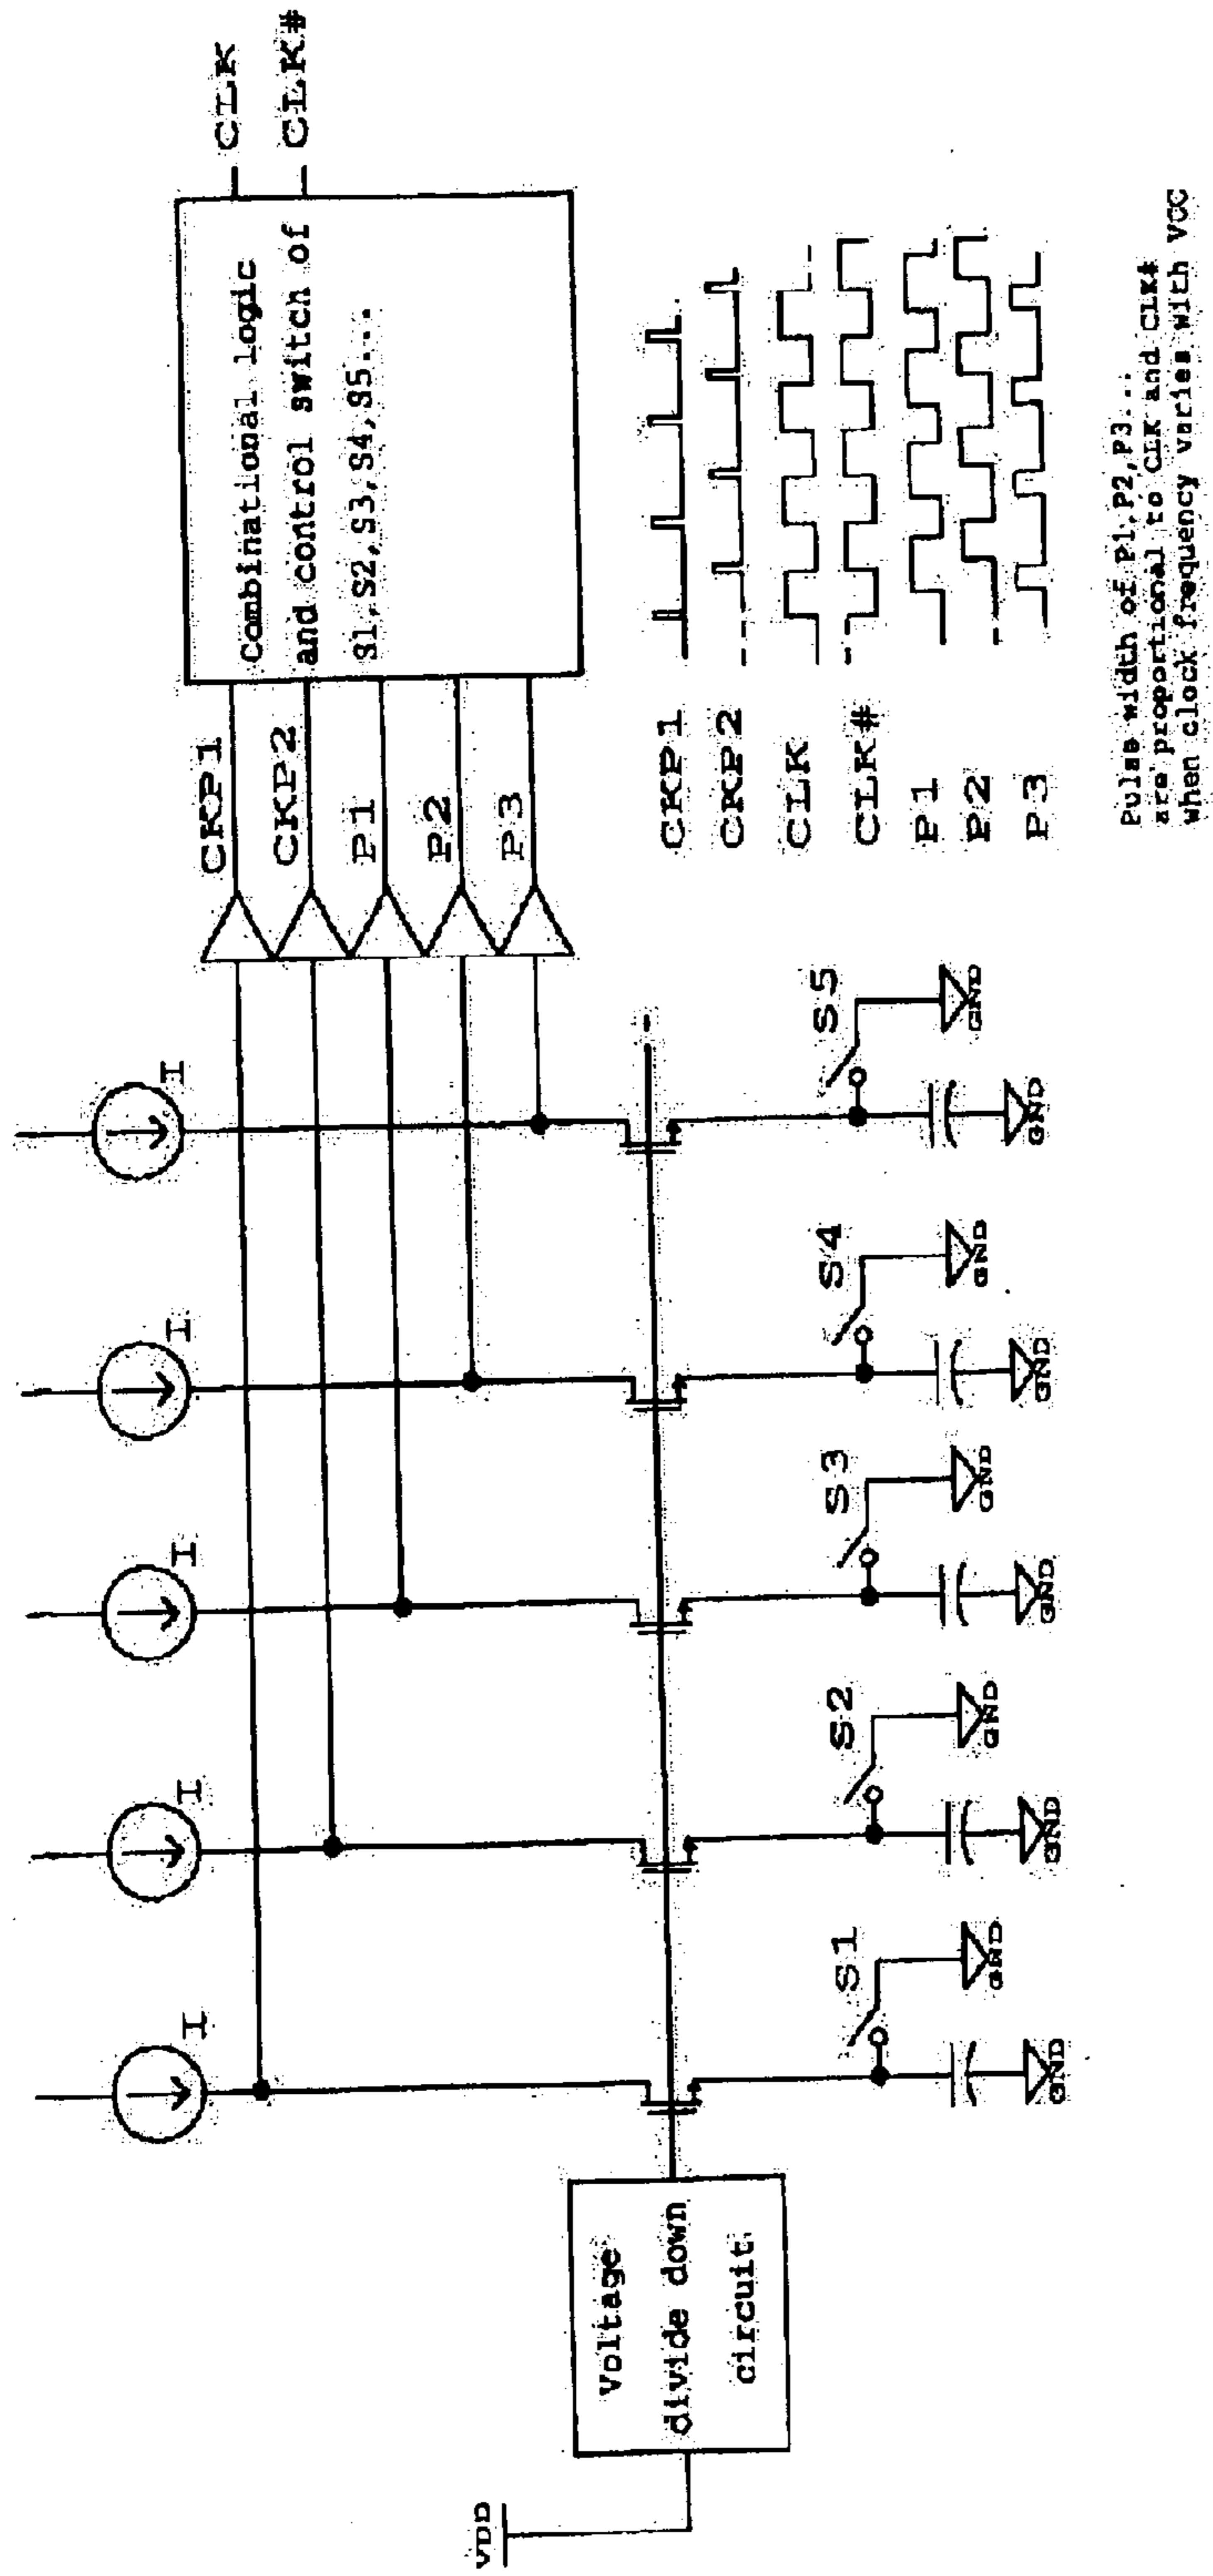 VDD
Voltage
divide down
circuit
I
I
I
I
I
S1
S2
S3
S4
S5
GND
GND
GND
GND
GND
GND
GND
GND
GND
GND
CKP1
CKP2
P1
P2
P3
Combinational logic
and control switch of
S1,S2,S3,S4,S5...
CLK
CLK#
CKP1
CKP2
CLK
CLK#
P1
P2
P3
Pulse width of P1,P2,P3...
are proportional to CLK and CLK#
when clock frequency varies with VCC